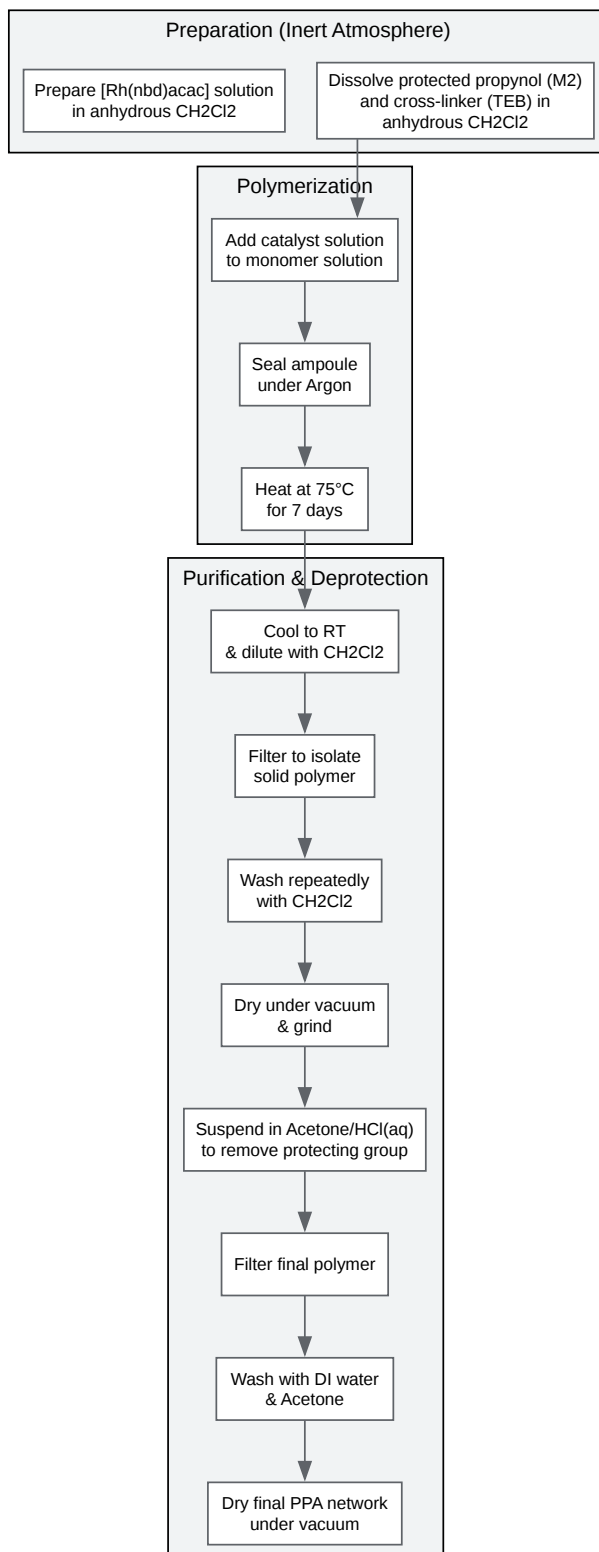 Preparation (Inert Atmosphere)
Prepare [Rh(nbd)acac] solution
in anhydrous CH2Cl2
Dissolve protected propynol (M2)
and cross-linker (TEB) in
anhydrous CH2Cl2
Polymerization
Add catalyst solution
to monomer solution
Seal ampoule
under Argon
Heat at 75°C
for 7 days
Purification & Deprotection
Cool to RT
& dilute with CH2Cl2
Filter to isolate
solid polymer
Wash repeatedly
with CH2Cl2
Dry under vacuum
& grind
Suspend in Acetone/HCl(aq)
to remove protecting group
Filter final polymer
Wash with DI water
& Acetone
Dry final PPA network
under vacuum